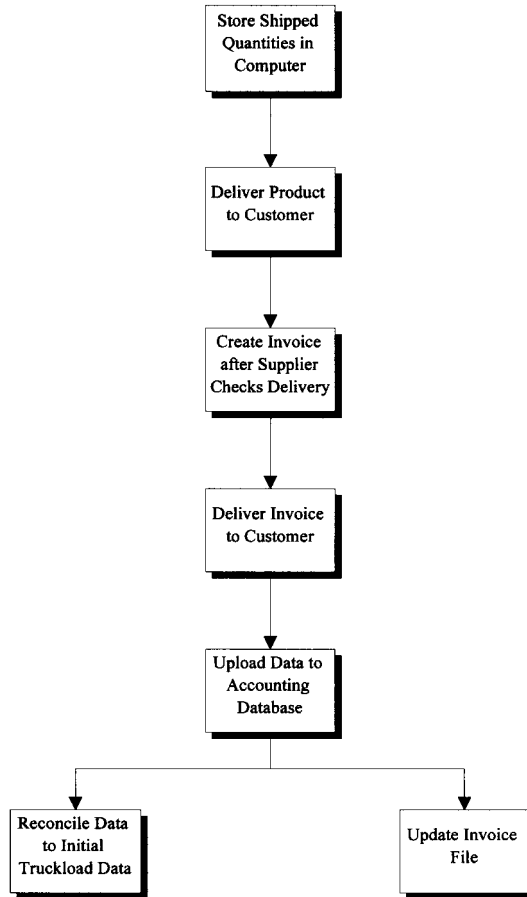 Store Shipped
Quantities in
Computer
Deliver Product
to Customer
Create Invoice
after Supplier
Checks Delivery
Deliver Invoice
to Customer
Upload Data to
Accounting
Database
Reconcile Data
to Initial
Truckload Data
Update Invoice
File